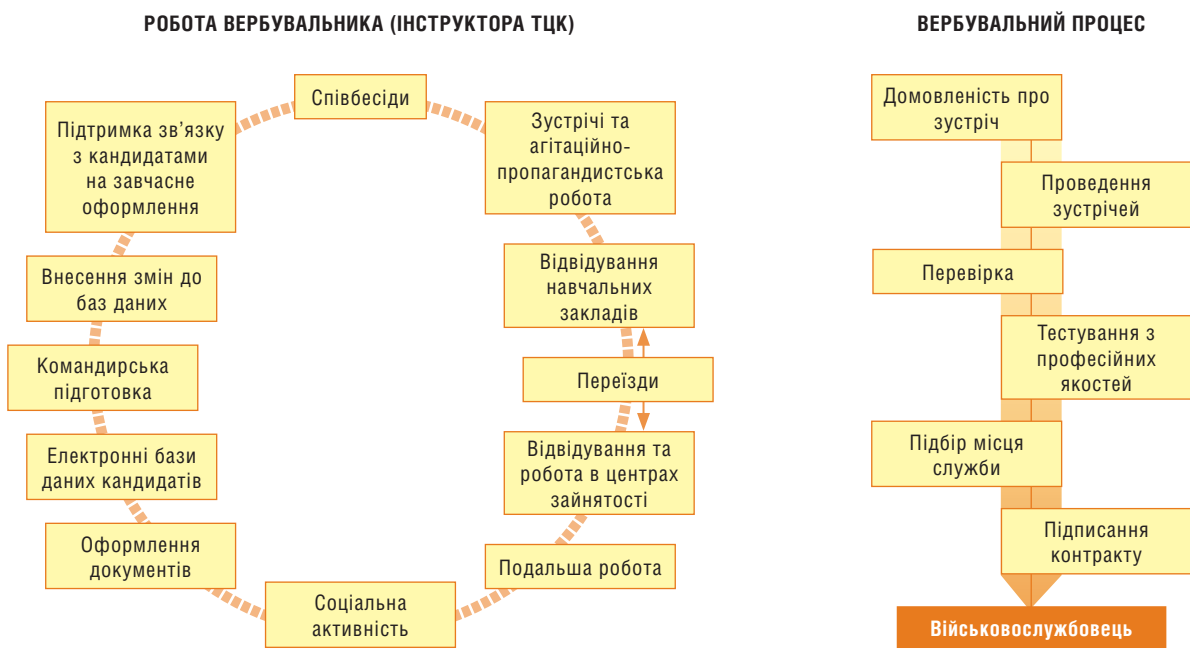 РОБОТА ВЕРБУВАЛЬНИКА (ІНСТРУКТОРА ТЦК)
Співбесіди
Зустрічі та
агітаційно-
пропагандистська
робота
Відвідування
навчальних
закладів
Переїзди
Відвідування та
робота в центрах
зайнятості
Подальша робота
Соціальна
активність
Оформлення
документів
Електронні бази
даних кандидатів
Командирська
підготовка
Внесення змін до
баз даних
Підтримка зв’язку
з кандидатами
на завчасне
оформлення
ВЕРБУВАЛЬНИЙ ПРОЦЕС
Домовленість про
зустріч
Проведення
зустрічей
Перевірка
Тестування з
професійних
якостей
Підбір місця
служби
Підписання
контракту
Військовослужбовець